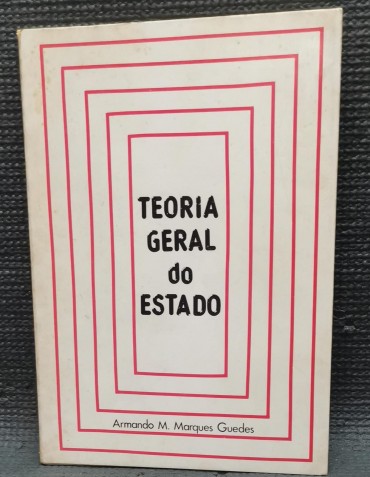 TEORIA
GERAL
do
ESTADO
Armando M. Marques Guedes